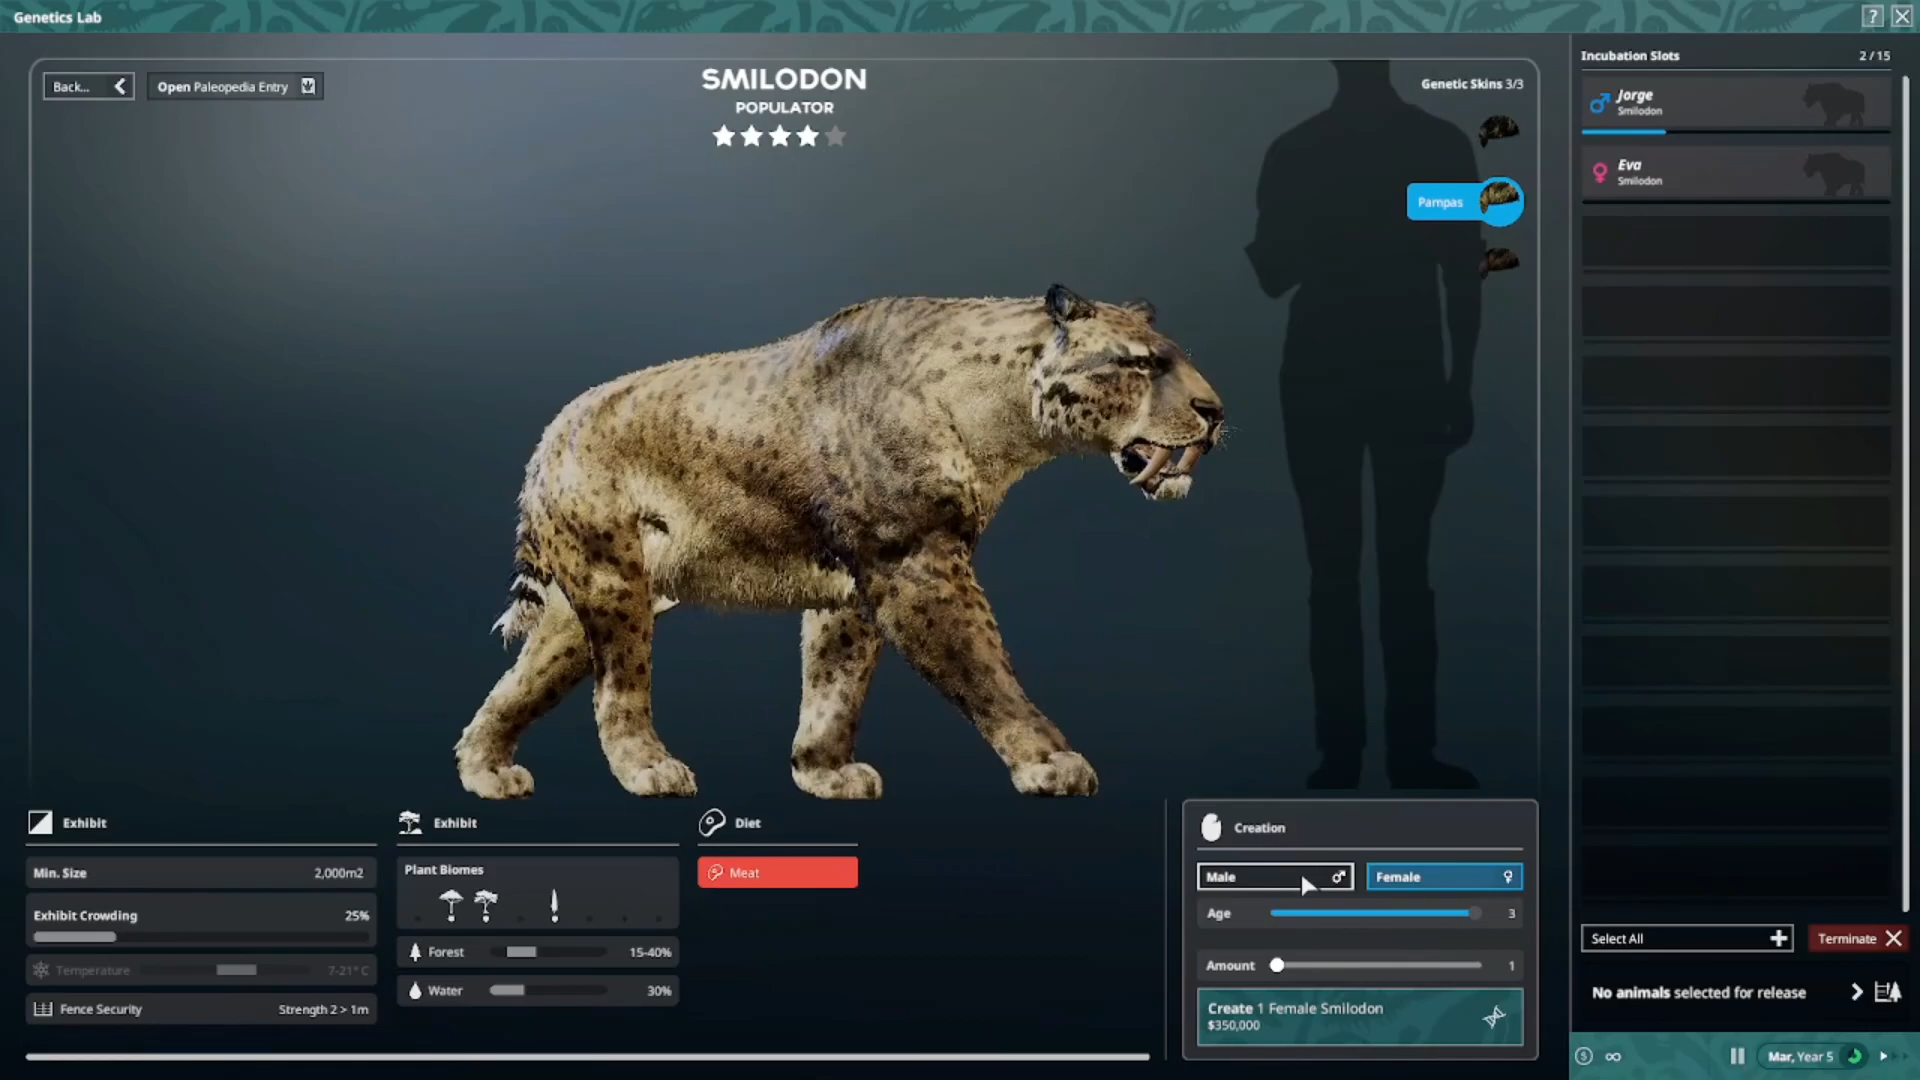 Genetics Lab
?
Back...
Open Paleopedia Entry
SMILODON
POPULATOR
Genetic Skins 3/3
Pampas
Incubation Slots
2 / 15
Jorge
Smilodon
Eva
Smilodon
Exhibit
Min. Size
2,000m2
Exhibit Crowding
25%
Temperature
7-21° C
Fence Security
Strength 2 > 1m
Exhibit
Plant Biomes
Forest
15-40%
Water
30%
Diet
Meat
Creation
Male
Female
Age
3
Amount
1
Create 1 Female Smilodon
$350,000
Select All
Terminate
No animals selected for release
$ ∞
Mar, Year 5